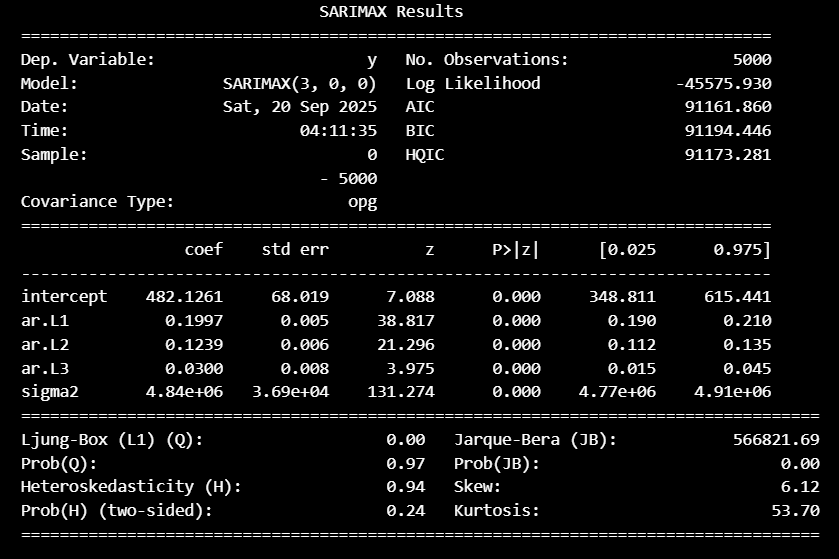 SARIMAX Results
==============================================================================
Dep. Variable:                      y   No. Observations:                 5000
Model:               SARIMAX(3, 0, 0)   Log Likelihood              -45575.930
Date:                Sat, 20 Sep 2025   AIC                          91161.860
Time:                        04:11:35   BIC                          91194.446
Sample:                             0   HQIC                         91173.281
                               - 5000
Covariance Type:                  opg
==============================================================================
                 coef    std err          z      P>|z|      [0.025      0.975]
------------------------------------------------------------------------------
intercept    482.1261     68.019      7.088      0.000     348.811     615.441
ar.L1          0.1997      0.005     38.817      0.000       0.190       0.210
ar.L2          0.1239      0.006     21.296      0.000       0.112       0.135
ar.L3          0.0300      0.008      3.975      0.000       0.015       0.045
sigma2       4.84e+06   3.69e+04    131.274      0.000    4.77e+06    4.91e+06
===================================================================================
Ljung-Box (L1) (Q):                   0.00   Jarque-Bera (JB):            566821.69
Prob(Q):                              0.97   Prob(JB):                         0.00
Heteroskedasticity (H):               0.94   Skew:                             6.12
Prob(H) (two-sided):                  0.24   Kurtosis:                        53.70
===================================================================================